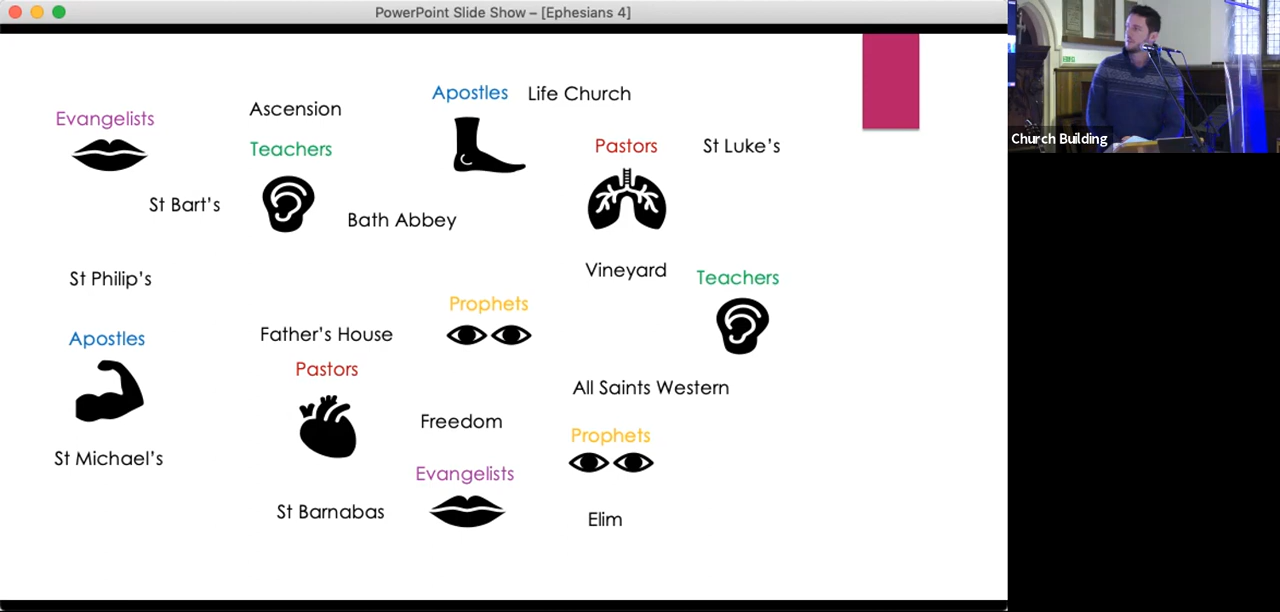 PowerPoint Slide Show – [Ephesians 4]
Evangelists
Ascension
Teachers
Apostles
Life Church
Pastors
St Luke's
St Bart's
Bath Abbey
St Philip's
Vineyard
Teachers
Prophets
Apostles
Father's House
Pastors
All Saints Western
Freedom
Prophets
St Michael's
Evangelists
St Barnabas
Elim
Church Building